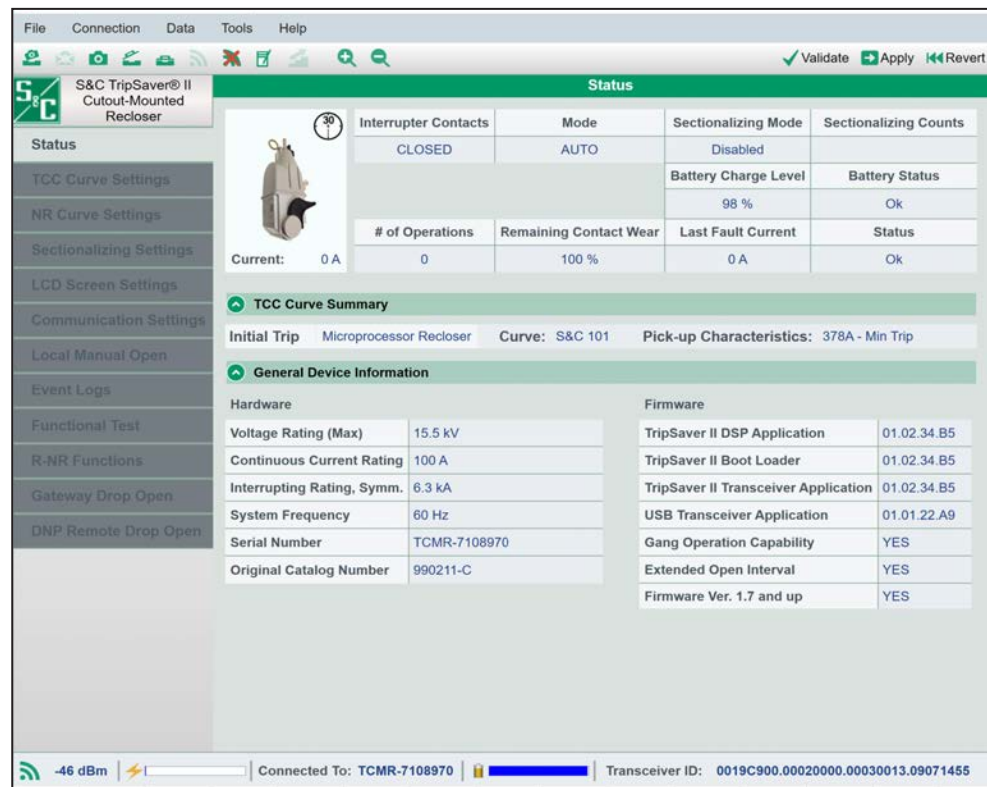 File Connection Data Tools Help
Validate Apply Revert
S&C
S&C TripSaver® II
Cutout-Mounted
Recloser
Status
TCC Curve Settings
NR Curve Settings
Sectionalizing Settings
LCD Screen Settings
Communication Settings
Local Manual Open
Event Logs
Functional Test
R-NR Functions
Gateway Drop Open
DNP Remote Drop Open
Status
30
Interrupter Contacts Mode Sectionalizing Mode Sectionalizing Counts
CLOSED AUTO Disabled
Battery Charge Level Battery Status
98 % Ok
# of Operations Remaining Contact Wear Last Fault Current Status
Current: 0 A 0 100 % 0 A Ok
TCC Curve Summary
Initial Trip Microprocessor Recloser Curve: S&C 101 Pick-up Characteristics: 378A - Min Trip
General Device Information
Hardware
Voltage Rating (Max) 15.5 kV
Continuous Current Rating 100 A
Interrupting Rating, Symm. 6.3 kA
System Frequency 60 Hz
Serial Number TCMR-7108970
Original Catalog Number 990211-C
Firmware
TripSaver II DSP Application 01.02.34.B5
TripSaver II Boot Loader 01.02.34.B5
TripSaver II Transceiver Application 01.02.34.B5
USB Transceiver Application 01.01.22.A9
Gang Operation Capability YES
Extended Open Interval YES
Firmware Ver. 1.7 and up YES
-46 dBm Connected To: TCMR-7108970 Transceiver ID: 0019C900.00020000.00030013.09071455